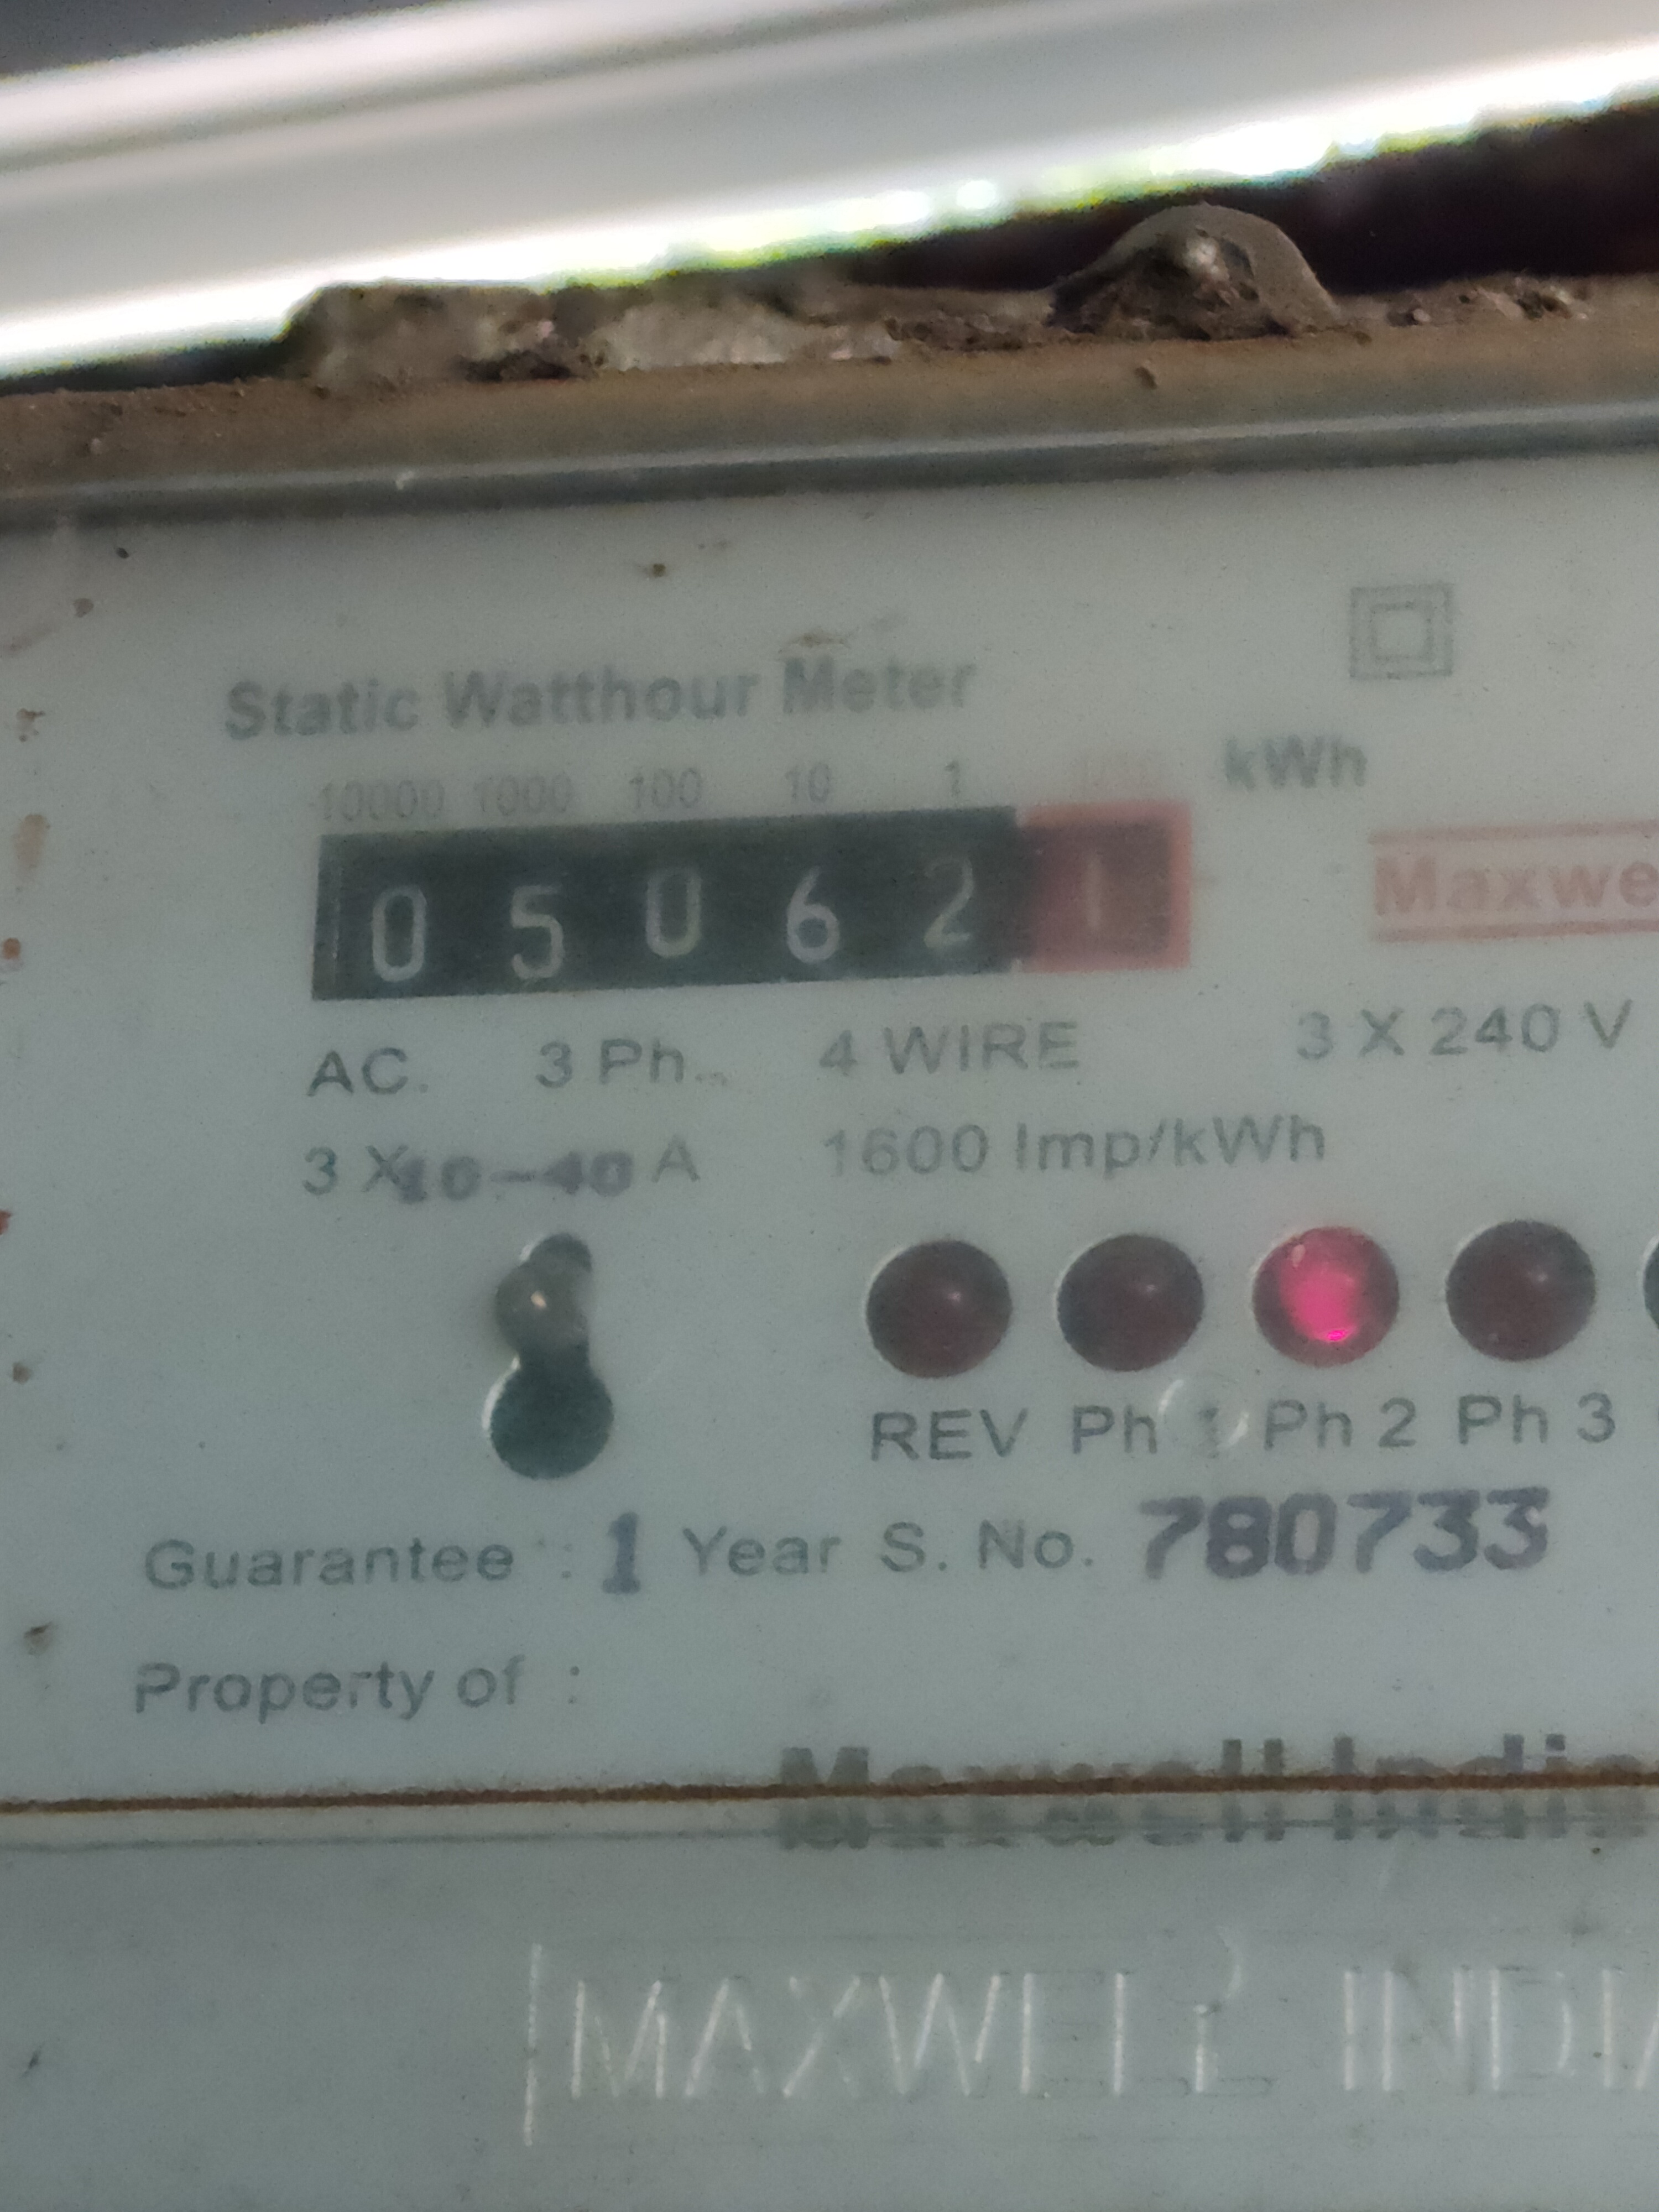 Static Watthour Meter
10000 1000 100 10 1
kWh
0 5 0 6 2 1
Maxwe
AC. 3 Ph. 4 WIRE 3 X 240 V
3 X 10-40 A 1600 Imp/kWh
REV Ph 1 Ph 2 Ph 3
Guarantee : 1 Year S. No. 780733
Property of :
Maxwell India
MAXWELL INDIA